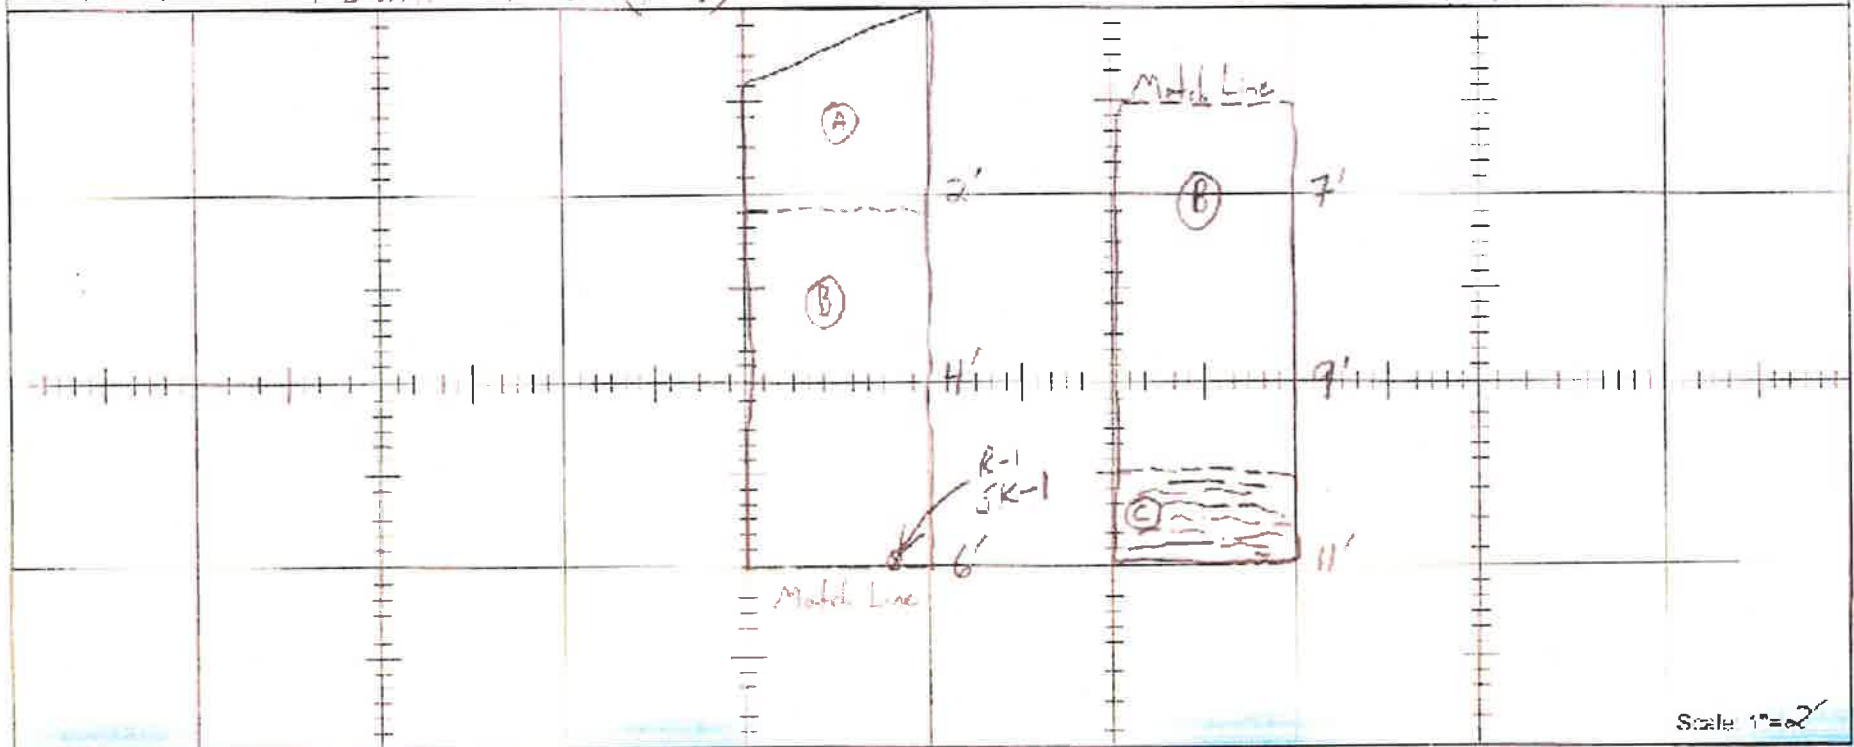 Match Line
A
2'
B
7'
B
4'
9'
R-1
SK-1
C
6'
11'
Match Line
Scale: 1"=2'